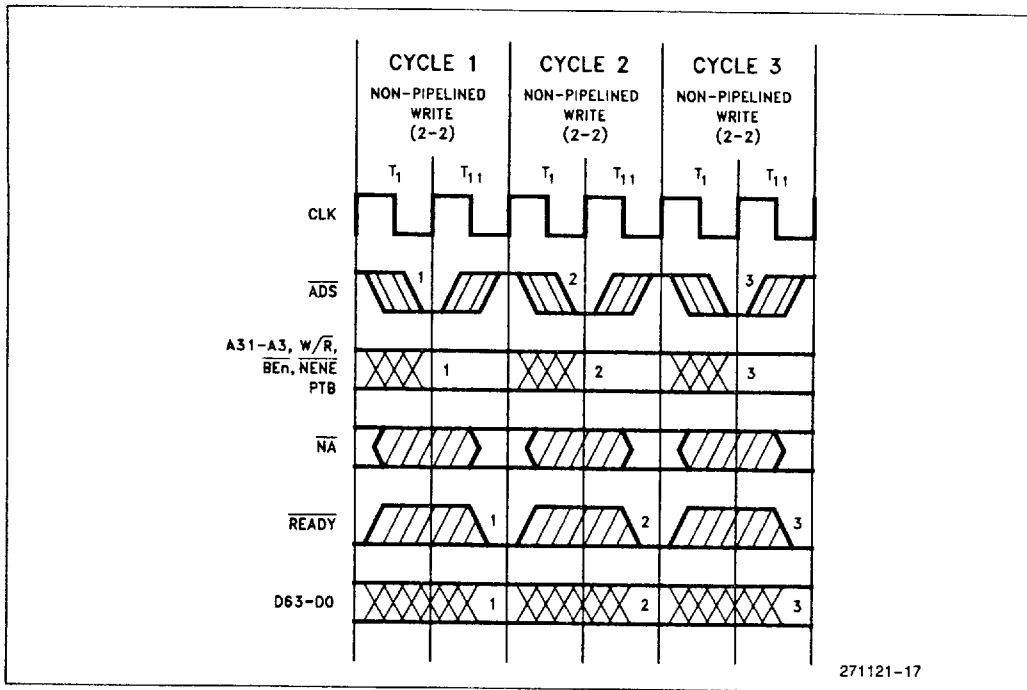 CYCLE 1 CYCLE 2 CYCLE 3
NON-PIPELINED NON-PIPELINED NON-PIPELINED
WRITE WRITE WRITE
(2-2) (2-2) (2-2)
T1 T11 T1 T11 T1 T11
CLK
ADS 1 2 3
A31-A3, W/R,
BEn, NENE 1 2 3
PTB
NA
READY 1 2 3
D63-D0 1 2 3
271121-17